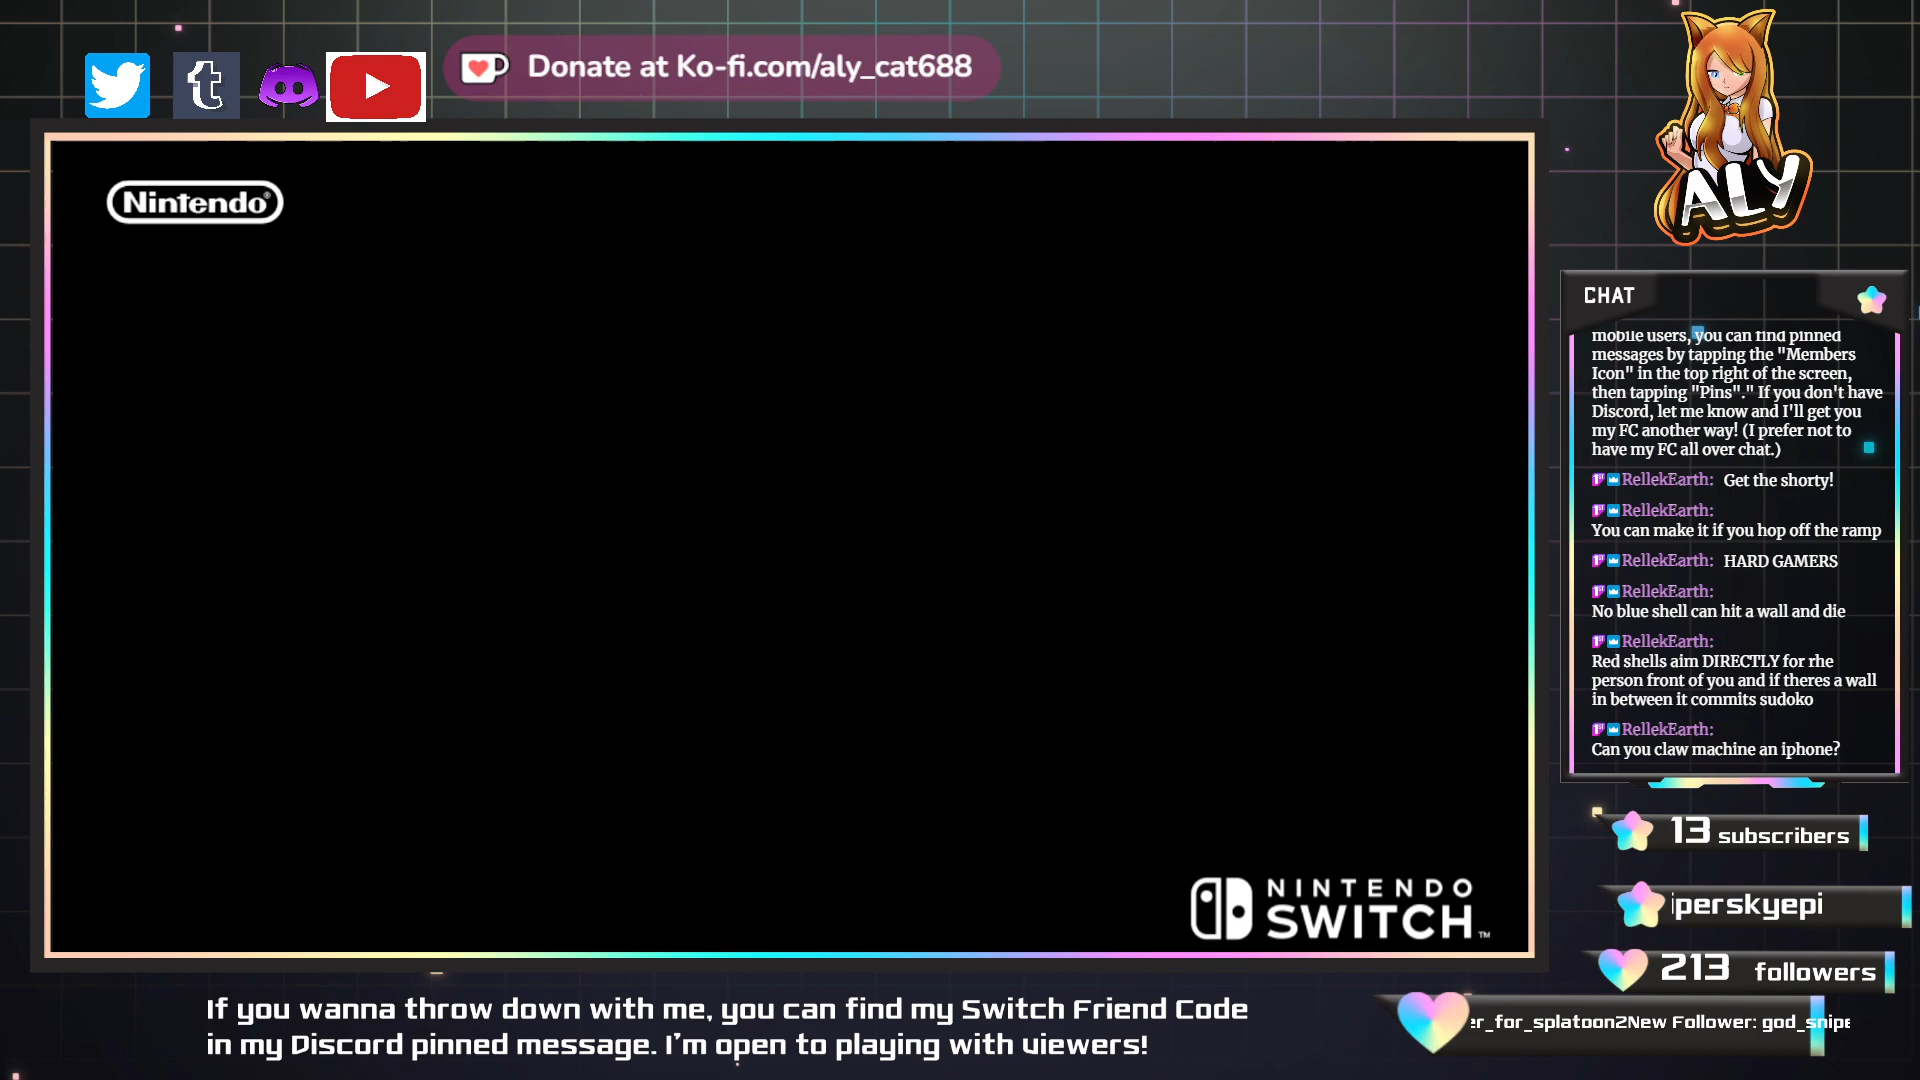 Donate at Ko-fi.com/aly_cat688
Nintendo®
NINTENDO
SWITCH™
ALY
CHAT
mobile users, you can find pinned
messages by tapping the "Members
Icon" in the top right of the screen,
then tapping "Pins"." If you don't have
Discord, let me know and I'll get you
my FC another way! (I prefer not to
have my FC all over chat.)
RellekEarth: Get the shorty!
RellekEarth:
You can make it if you hop off the ramp
RellekEarth: HARD GAMERS
RellekEarth:
No blue shell can hit a wall and die
RellekEarth:
Red shells aim DIRECTLY for rhe
person front of you and if theres a wall
in between it commits sudoko
RellekEarth:
Can you claw machine an iphone?
13 subscribers
perskyepi
213 followers
er_for_splatoon2New Follower: god_snipe
If you wanna throw down with me, you can find my Switch Friend Code
in my Discord pinned message. I'm open to playing with viewers!